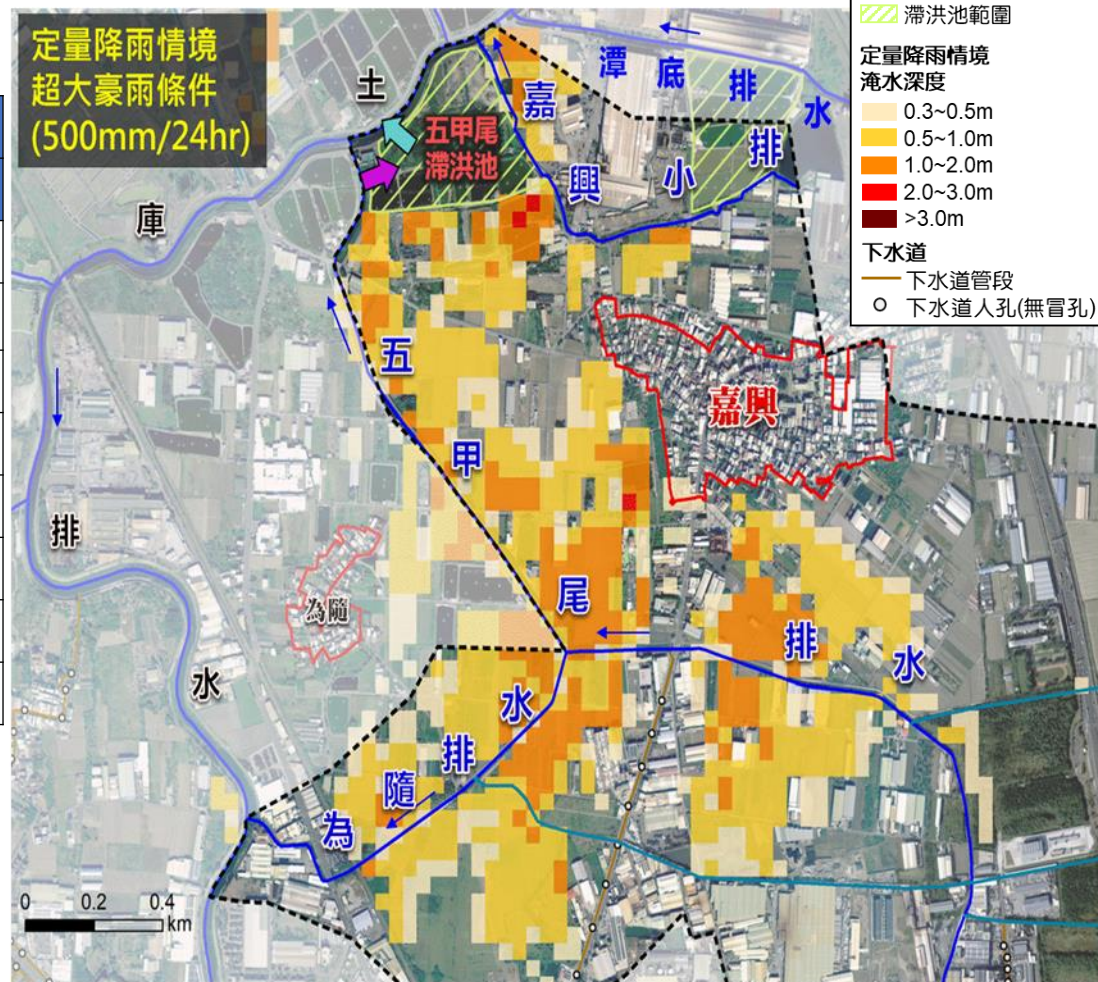 定量降雨情境
超大豪雨條件
(500mm/24hr)
滯洪池範圍
定量降雨情境
淹水深度
0.3~0.5m
0.5~1.0m
1.0~2.0m
2.0~3.0m
>3.0m
下水道
下水道管段
下水道人孔(無冒孔)
土庫排水
潭底排水
嘉興小排
五甲尾
滯洪池
五甲尾排水
嘉興
為隨
為隨排水
0 0.2 0.4
km